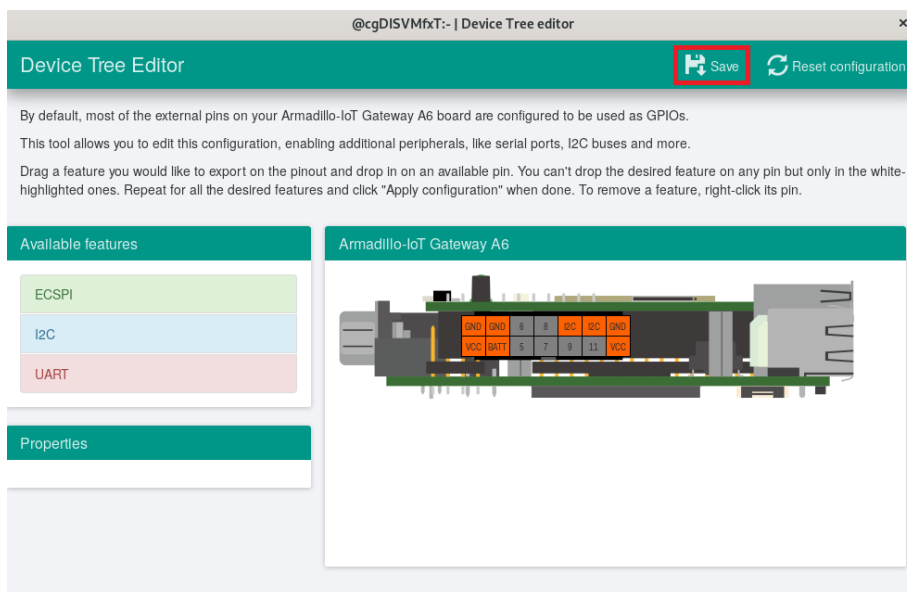 @cgDISVMfxT:~ | Device Tree editor ×
Device Tree Editor
Save
Reset configuration
By default, most of the external pins on your Armadillo-IoT Gateway A6 board are configured to be used as GPIOs.
This tool allows you to edit this configuration, enabling additional peripherals, like serial ports, I2C buses and more.
Drag a feature you would like to export on the pinout and drop in on an available pin. You can't drop the desired feature on any pin but only in the white-
highlighted ones. Repeat for all the desired features and click "Apply configuration" when done. To remove a feature, right-click its pin.
Available features
ECSPI
I2C
UART
Properties
Armadillo-IoT Gateway A6
GND GND 6 8 I2C I2C GND
VCC BATT 5 7 9 11 VCC